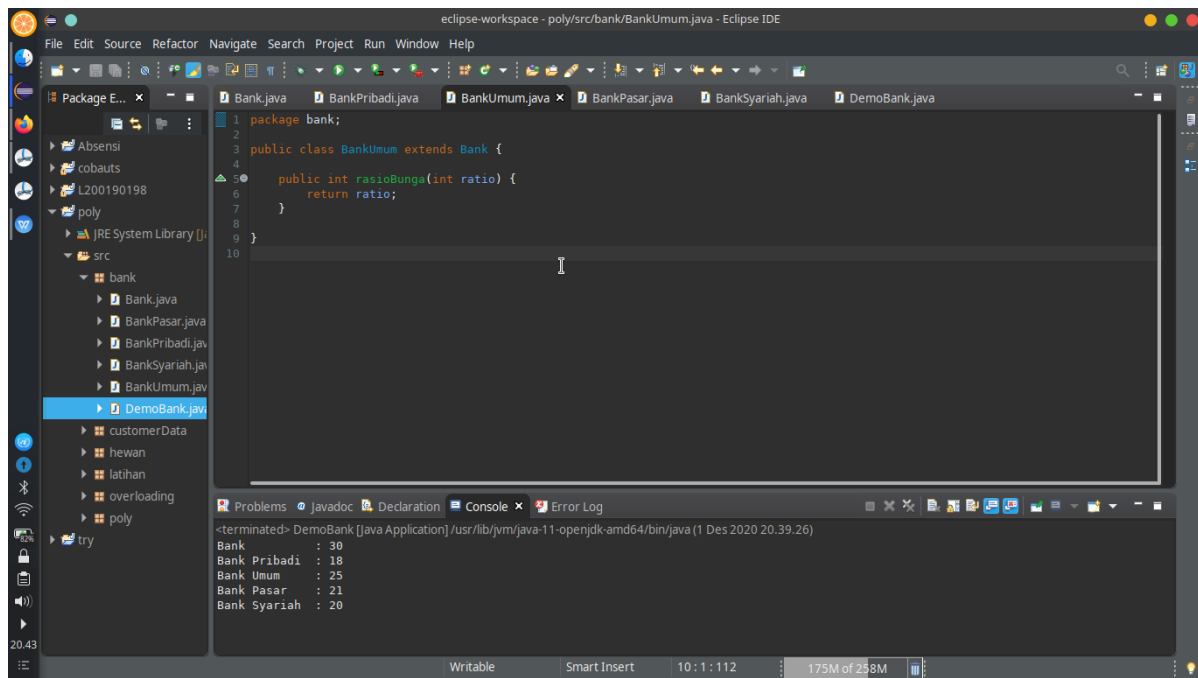 eclipse-workspace - poly/src/bank/BankUmum.java - Eclipse IDE
File Edit Source Refactor Navigate Search Project Run Window Help
Package E...
Bank.java BankPribadi.java BankUmum.java BankPasar.java BankSyariah.java DemoBank.java
Absensi
cobauts
L200190198
poly
JRE System Library [J
src
bank
Bank.java
BankPasar.java
BankPribadi.jav
BankSyariah.jav
BankUmum.jav
DemoBank.java
customerData
hewan
latihan
overloading
poly
try
1 package bank;
2
3 public class BankUmum extends Bank {
4
5 public int rasioBunga(int ratio) {
6 return ratio;
7 }
8
9 }
10
Problems Javadoc Declaration Console Error Log
<terminated> DemoBank [Java Application] /usr/lib/jvm/java-11-openjdk-amd64/bin/java (1 Des 2020 20.39.26)
Bank : 30
Bank Pribadi : 18
Bank Umum : 25
Bank Pasar : 21
Bank Syariah : 20
82%
20.43
Writable Smart Insert 10 : 1 : 112 175M of 258M